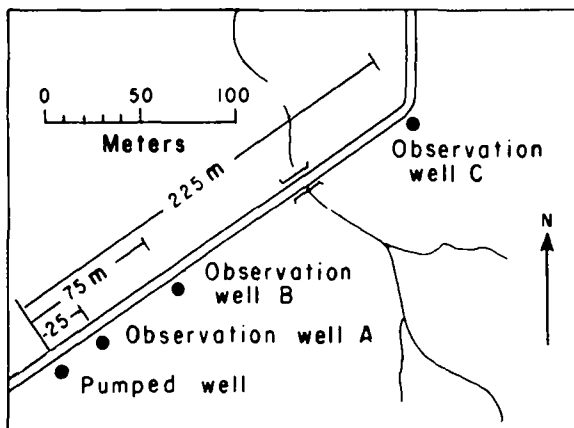 0 50 100
Meters
225 m
75 m
-25-
Observation
well C
N
Observation
well B
Observation well A
Pumped well